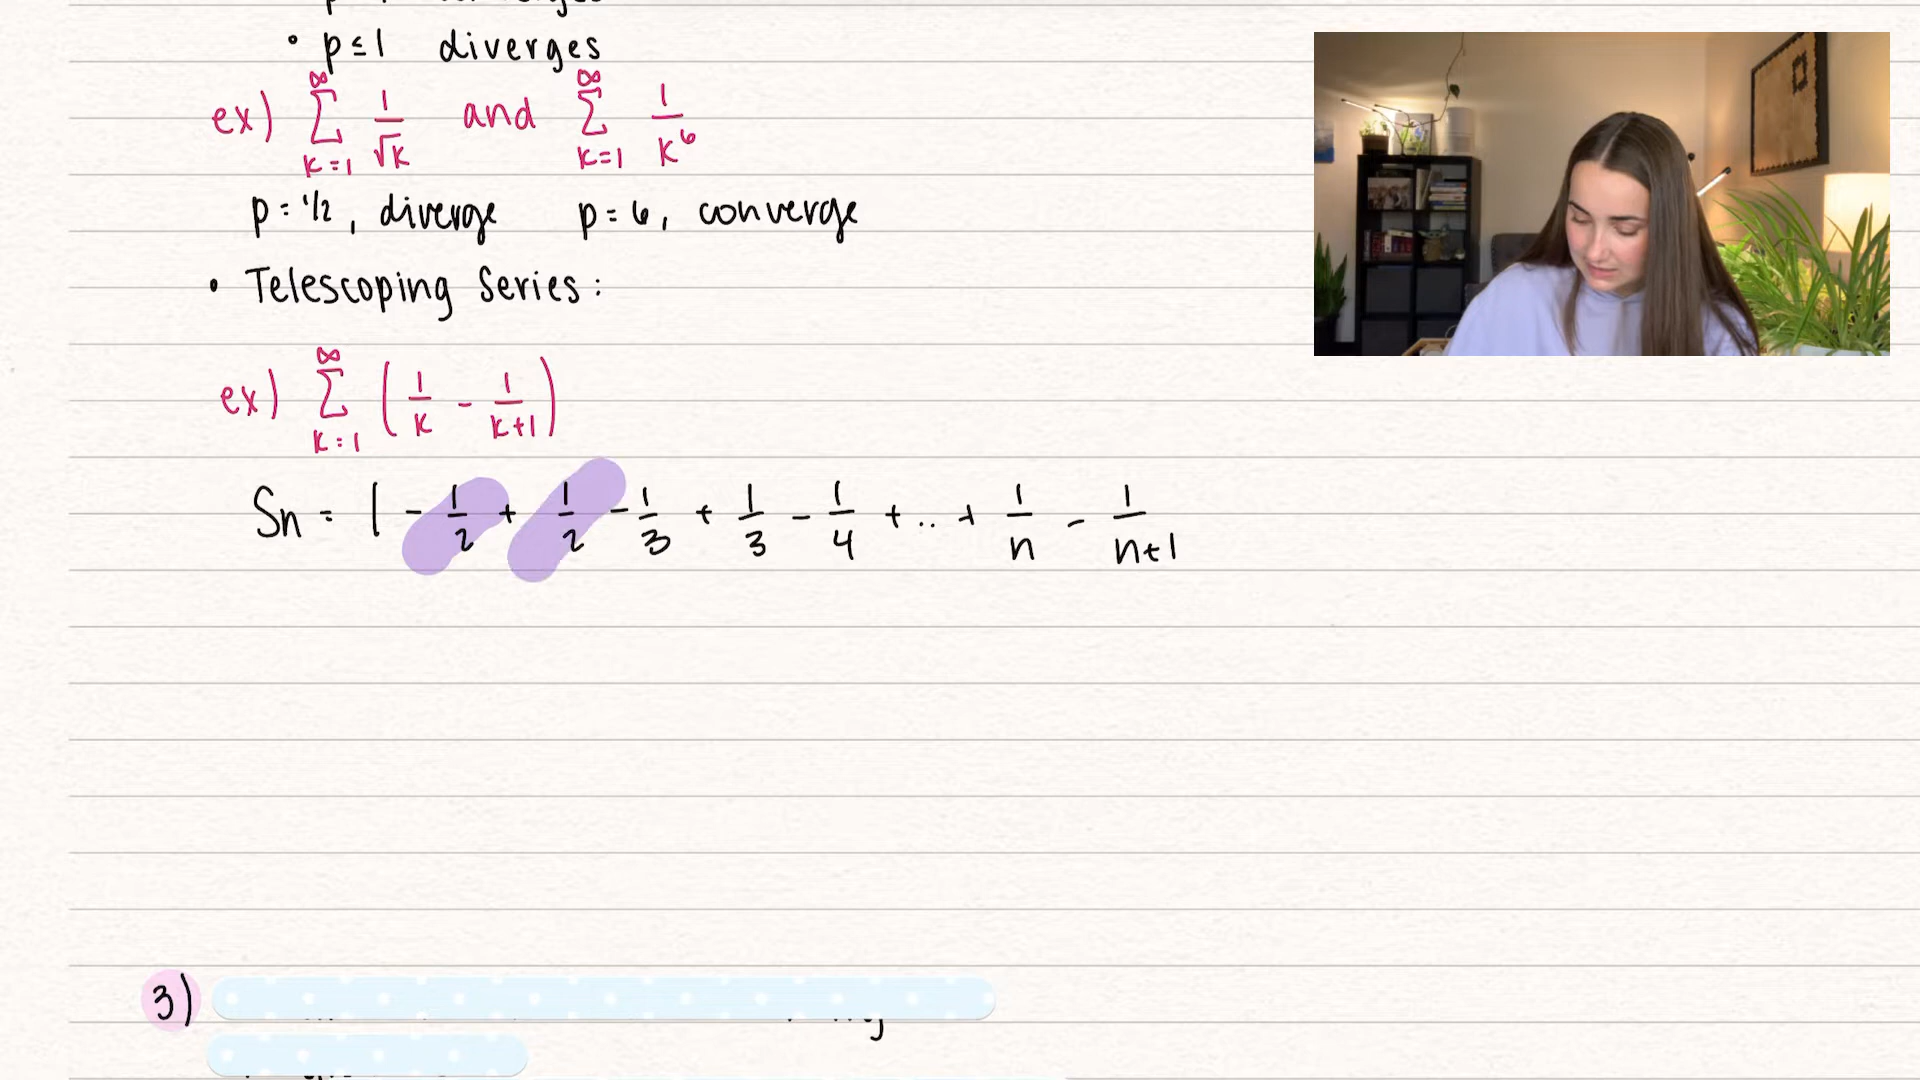 • p ≤ 1 diverges
ex) ∞ Σ k=1 1/√k and ∞ Σ k=1 1/k⁶
p = 1/2, diverge p = 6, converge
• Telescoping Series:
ex) ∞ Σ k=1 (1/k - 1/k+1)
Sn = 1 - 1/2 + 1/2 - 1/3 + 1/3 - 1/4 + .. + 1/n - 1/n+1
3)